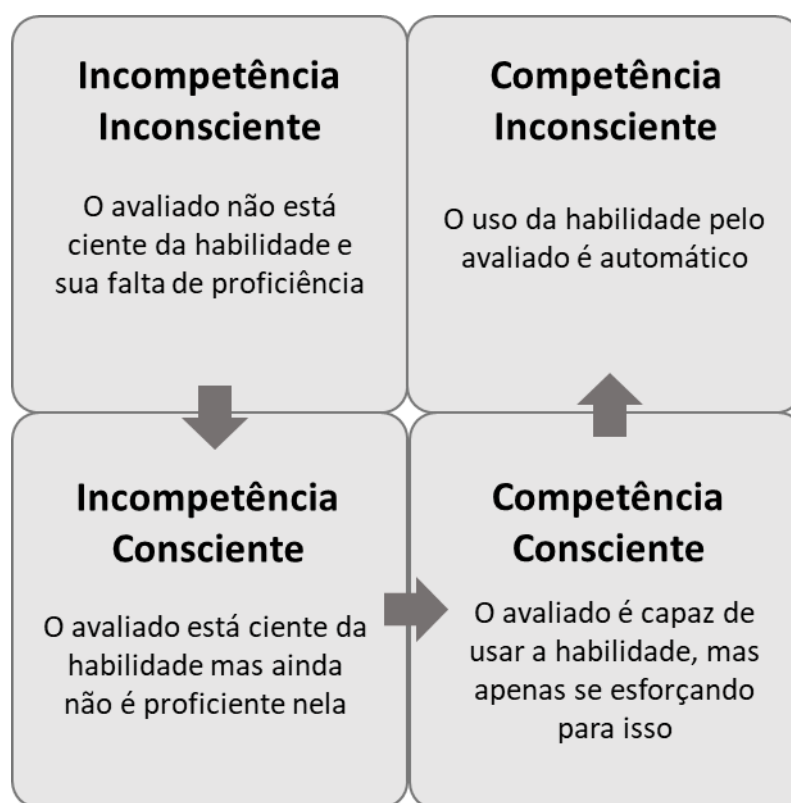 Incompetência
Inconsciente
O avaliado não está
ciente da habilidade e
sua falta de proficiência
Competência
Inconsciente
O uso da habilidade pelo
avaliado é automático
Incompetência
Consciente
O avaliado está ciente da
habilidade mas ainda
não é proficiente nela
Competência
Consciente
O avaliado é capaz de
usar a habilidade, mas
apenas se esforçando
para isso